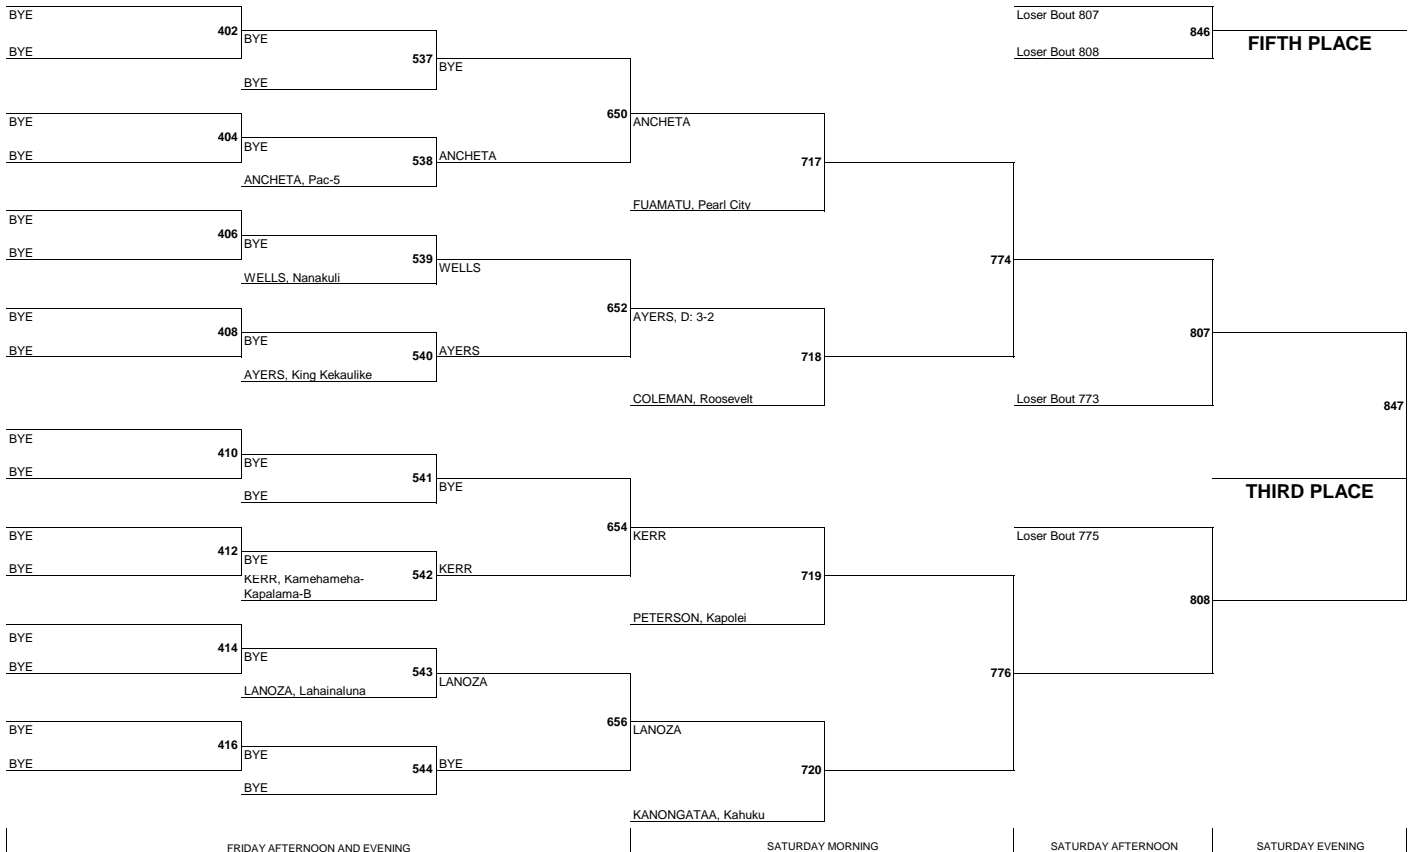 BYE
402
BYE
BYE
537
BYE
BYE
650
ANCHETA
BYE
404
BYE
BYE
538
ANCHETA
ANCHETA, Pac-5
717
FUAMATU, Pearl City
BYE
406
BYE
BYE
539
WELLS
WELLS, Nanakuli
774
652
AYERS, D: 3-2
BYE
408
BYE
BYE
540
AYERS
AYERS, King Kekaulike
718
COLEMAN, Roosevelt
Loser Bout 807
846
Loser Bout 808
FIFTH PLACE
807
Loser Bout 773
847
BYE
410
BYE
BYE
541
BYE
BYE
654
KERR
BYE
412
BYE
BYE
542
KERR
KERR, Kamehameha-
Kapalama-B
719
PETERSON, Kapolei
BYE
414
BYE
BYE
543
LANOZA
LANOZA, Lahainaluna
776
656
LANOZA
BYE
416
BYE
BYE
544
BYE
BYE
720
KANONGATAA, Kahuku
THIRD PLACE
Loser Bout 775
808
FRIDAY AFTERNOON AND EVENING
SATURDAY MORNING
SATURDAY AFTERNOON
SATURDAY EVENING